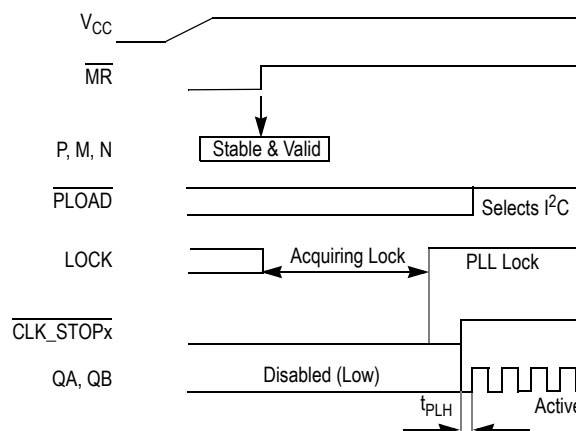 VCC
MR
P, M, N Stable & Valid
PLOAD Selects I²C
LOCK Acquiring Lock PLL Lock
CLK_STOPx
QA, QB Disabled (Low)
tPLH Active